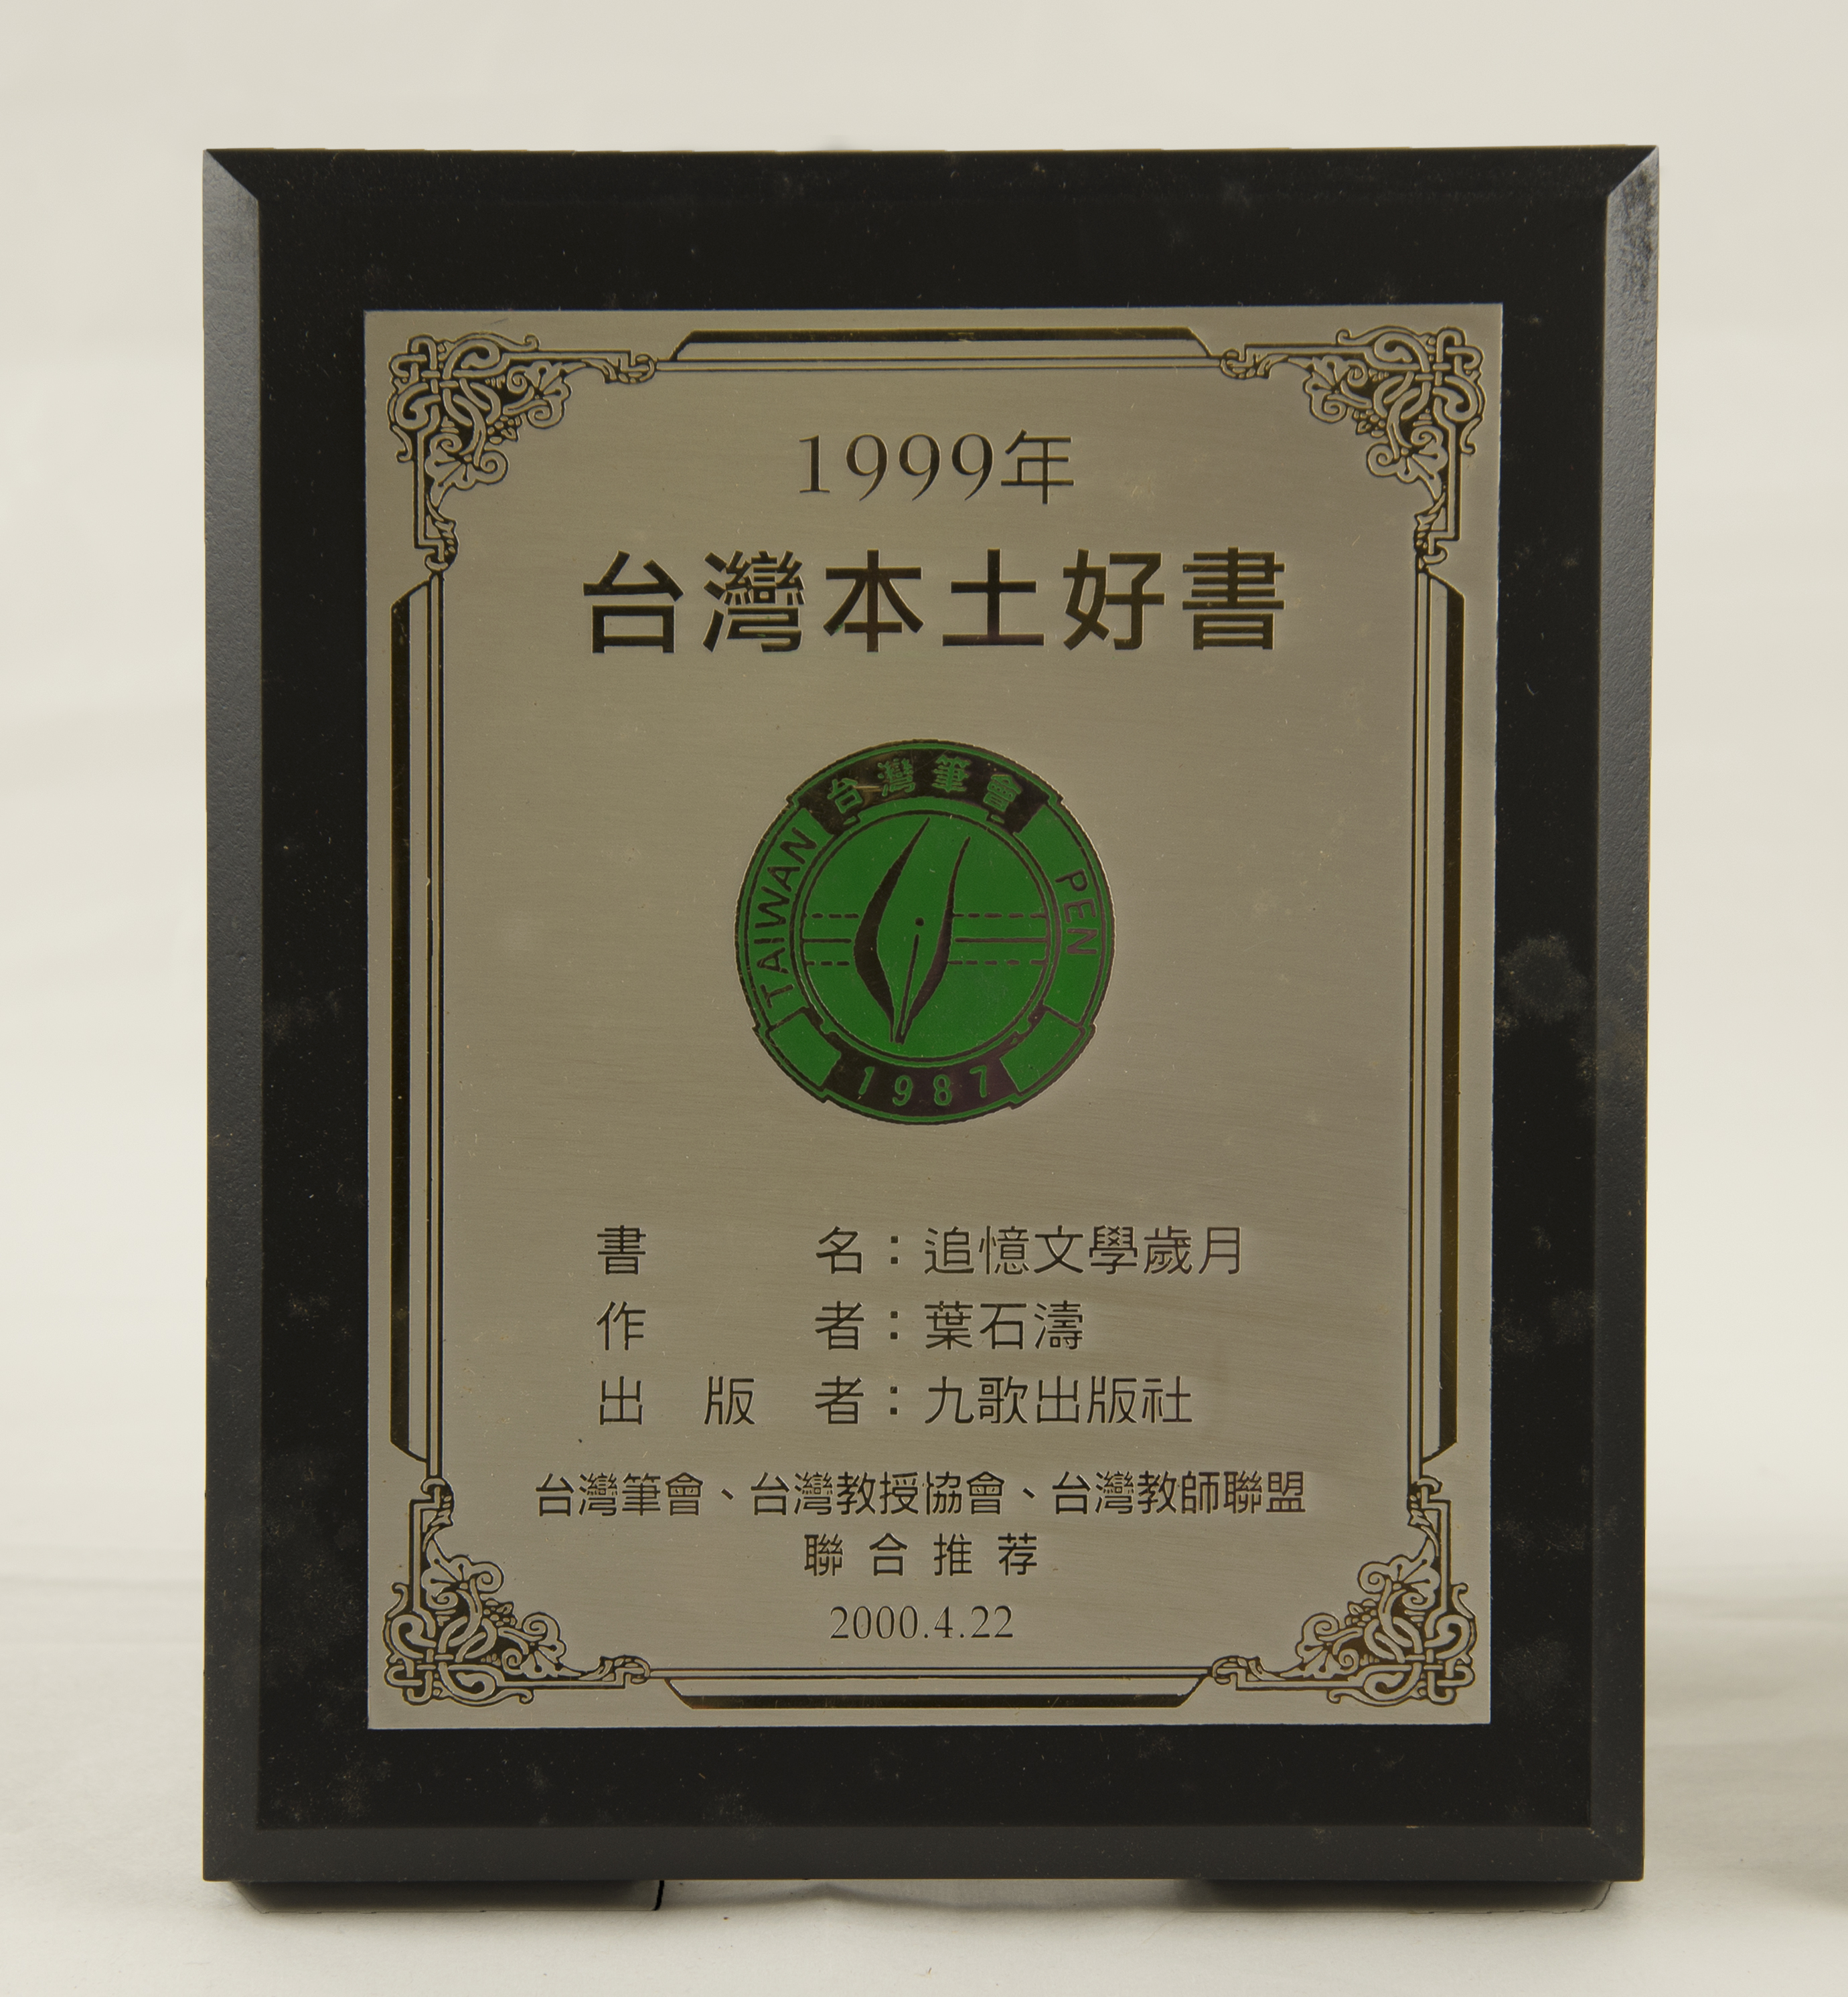 1999年
台灣本土好書
台灣筆會
TAIWAN PEN
1987
書名：追憶文學歲月
作者：葉石濤
出版者：九歌出版社
台灣筆會、台灣教授協會、台灣教師聯盟
聯合推荐
2000.4.22